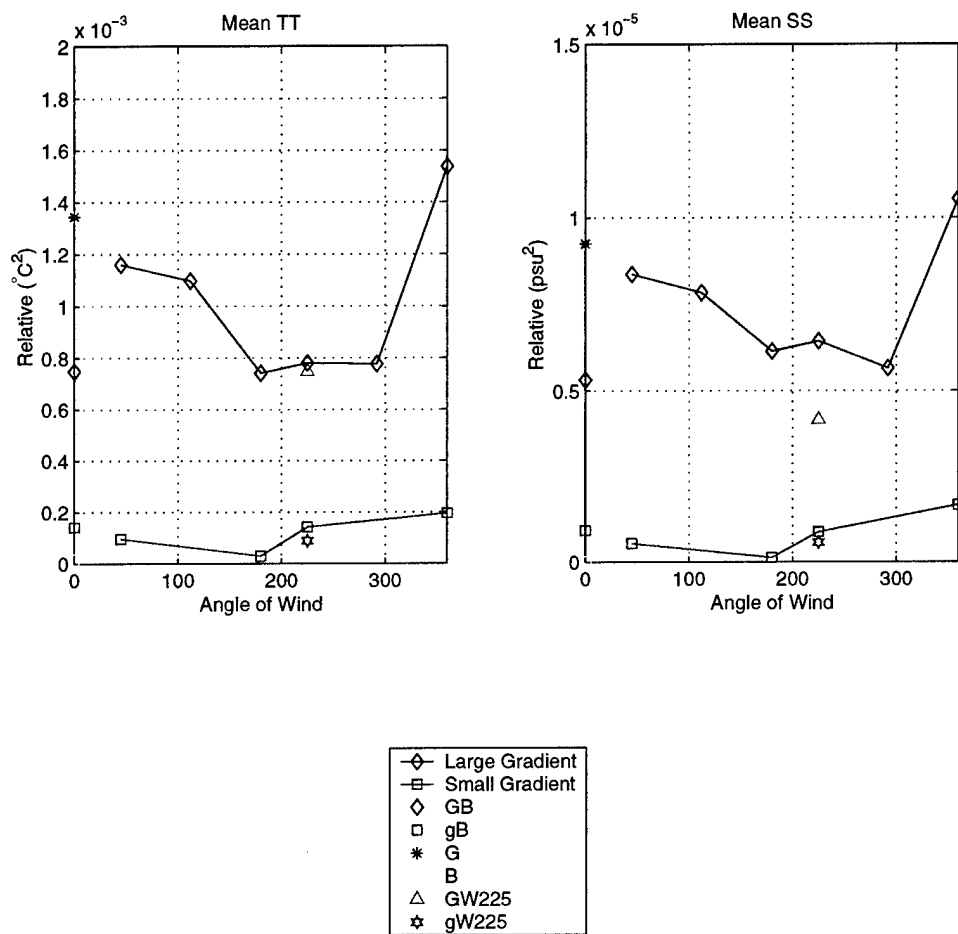 x 10^-3
Mean TT
2
1.8
1.6
1.4
1.2
1
0.8
0.6
0.4
0.2
0
0
100
200
300
Relative (°C^2)
Angle of Wind
x 10^-5
Mean SS
1.5
1
0.5
0
0
100
200
300
Relative (psu^2)
Angle of Wind
Large Gradient
Small Gradient
GB
gB
G
B
GW225
gW225